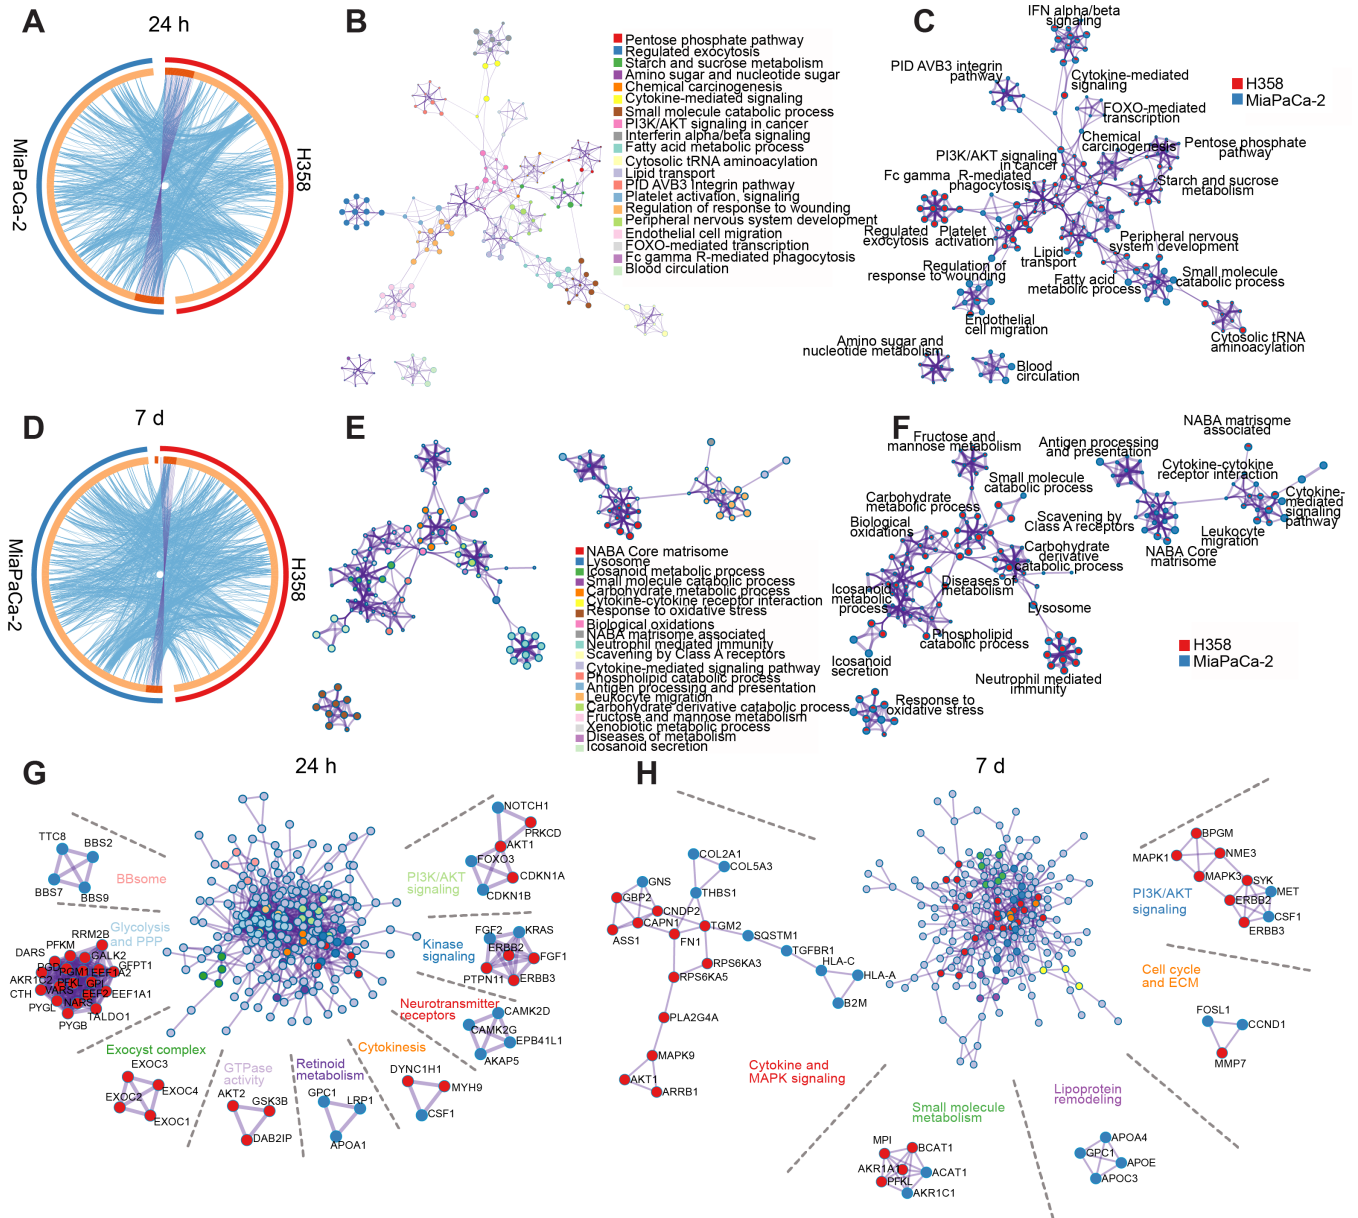 A
24 h
MiaPaCa-2
H358
B
Pentose phosphate pathway
Regulated exocytosis
Starch and sucrose metabolism
Amino sugar and nucleotide sugar
Chemical carcinogenesis
Cytokine-mediated signaling
Small molecule catabolic process
PI3K/AKT signaling in cancer
Interferin alpha/beta signaling
Fatty acid metabolic process
Cytosolic tRNA aminoacylation
Lipid transport
PID AVB3 Integrin pathway
Platelet activation, signaling
Regulation of response to wounding
Peripheral nervous system development
Endothelial cell migration
FOXO-mediated transcription
Fc gamma R-mediated phagocytosis
Blood circulation
C
IFN alpha/beta
signaling
PID AVB3 integrin
pathway
Cytokine-mediated
signaling
H358
MiaPaCa-2
FOXO-mediated
transcription
Chemical
carcinogenesis
Pentose phosphate
pathway
PI3K/AKT signaling
in cancer
Fc gamma R-mediated
phagocytosis
Starch and sucrose
metabolism
Regulated
exocytosis
Platelet
activation
Peripheral nervous
system development
Lipid
transport
Regulation of
response to wounding
Fatty acid
metabolic process
Small molecule
catabolic process
Endothelial
cell migration
Cytosolic tRNA
aminoacylation
Amino sugar and
nucleotide metabolism
Blood
circulation
D
7 d
MiaPaCa-2
H358
E
NABA Core matrisome
Lysosome
Icosanoid metabolic process
Small molecule catabolic process
Carbohydrate metabolic process
Cytokine-cytokine receptor interaction
Response to oxidative stress
Biological oxidations
NABA matrisome associated
Neutrophil mediated immunity
Scavening by Class A receptors
Cytokine-mediated signaling pathway
Phospholipid catabolic process
Antigen processing and presentation
Leukocyte migration
Carbohydrate derivative catabolic process
Fructose and mannose metabolism
Xenobiotic metabolic process
Diseases of metabolism
Icosanoid secretion
F
Fructose and
mannose metabolism
Antigen processing
and presentation
NABA matrisome
associated
Small molecule
catabolic process
Cytokine-cytokine
receptor interaction
Carbohydrate
metabolic process
Cytokine-
mediated
signaling
pathway
Biological
oxidations
Scavening by
Class A receptors
Leukocyte
migration
NABA Core
matrisome
Carbohydrate
derivative
catabolic process
Diseases of
metabolism
Icosanoid
metabolic
process
Lysosome
Phospholipid
catabolic process
Icosanoid
secretion
Neutrophil mediated
immunity
Response to
oxidative stress
H358
MiaPaCa-2
G
24 h
TTC8
BBS2
BBS7
BBS9
BBsome
NOTCH1
PRKCD
AKT1
FOXO3
CDKN1A
CDKN1B
PI3K/AKT
signaling
Glycolysis
and PPP
RRM2B
DARS
PFKM
GALK2
PGD
PGM1
EEF1A2
GFPT1
AKR1C2
PFKL
GPI
CTH
VARS
EEF2
EEF1A1
PYGL
NARS
TALDO1
PYGB
Kinase
signaling
FGF2
KRAS
ERBB2
FGF1
PTPN11
ERBB3
Neurotransmitter
receptors
CAMK2D
CAMK2G
EPB41L1
AKAP5
Exocyst complex
EXOC3
EXOC4
EXOC2
EXOC1
GTPase
activity
AKT2
GSK3B
DAB2IP
Retinoid
metabolism
GPC1
LRP1
APOA1
Cytokinesis
DYNC1H1
MYH9
CSF1
H
7 d
COL2A1
COL5A3
GNS
THBS1
GBP2
CNDP2
CAPN1
TGM2
ASS1
FN1
SQSTM1
TGFBR1
RPS6KA3
HLA-C
HLA-A
RPS6KA5
B2M
PLA2G4A
MAPK9
AKT1
ARRB1
Cytokine and
MAPK signaling
BPGM
MAPK1
NME3
MAPK3
SYK
MET
ERBB2
CSF1
ERBB3
PI3K/AKT
signaling
Cell cycle
and ECM
FOSL1
CCND1
MMP7
Lipoprotein
remodeling
APOA4
GPC1
APOE
APOC3
Small molecule
metabolism
MPI
BCAT1
AKR1A1
ACAT1
PFKL
AKR1C1